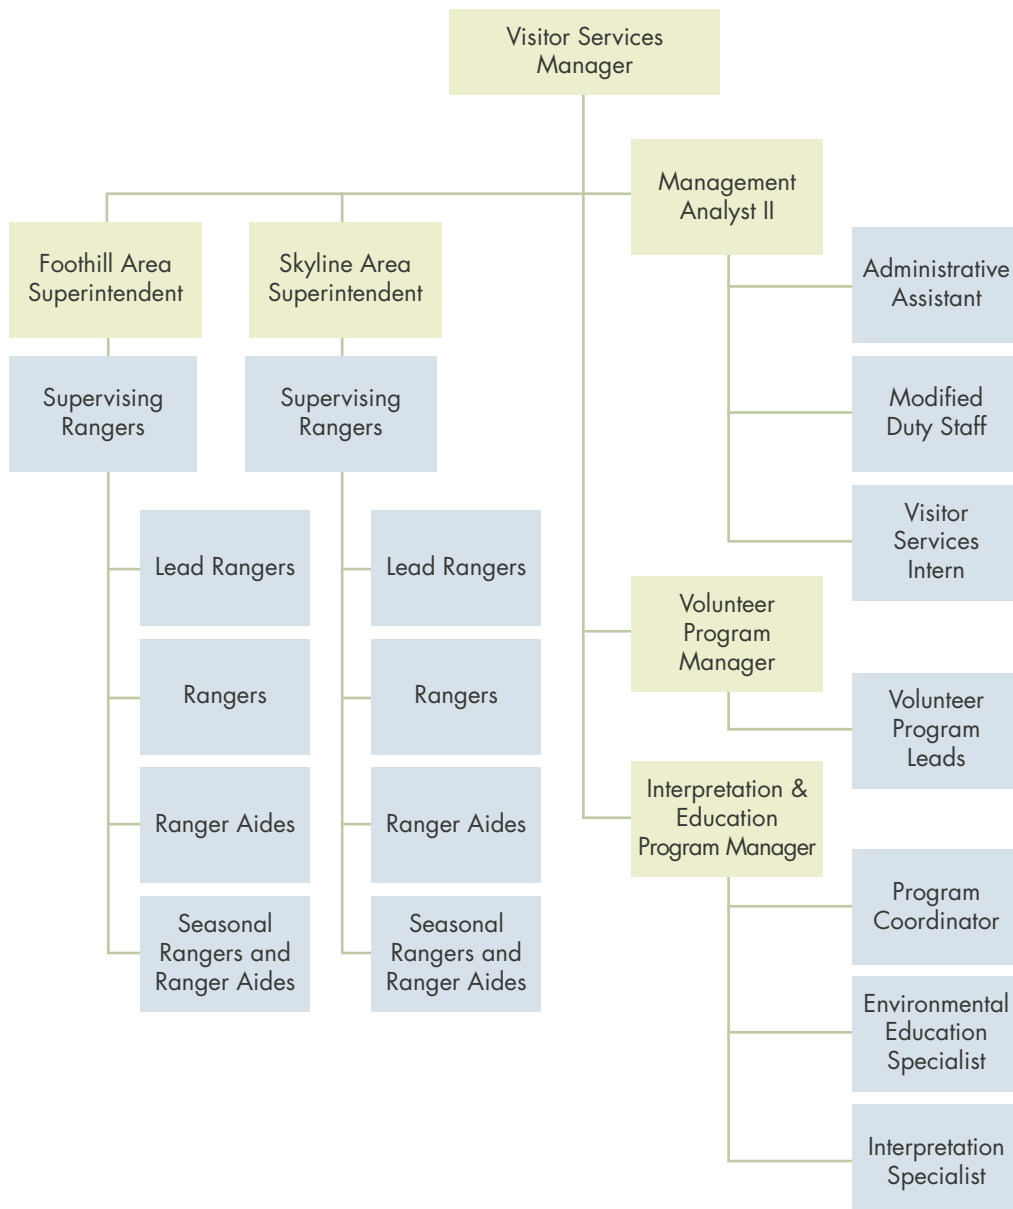 Visitor Services
Manager
Management
Analyst II
Foothill Area
Superintendent
Skyline Area
Superintendent
Administrative
Assistant
Supervising
Rangers
Supervising
Rangers
Modified
Duty Staff
Visitor
Services
Intern
Lead Rangers
Lead Rangers
Volunteer
Program
Manager
Rangers
Rangers
Volunteer
Program
Leads
Interpretation &
Education
Program Manager
Ranger Aides
Ranger Aides
Program
Coordinator
Seasonal
Rangers and
Ranger Aides
Seasonal
Rangers and
Ranger Aides
Environmental
Education
Specialist
Interpretation
Specialist